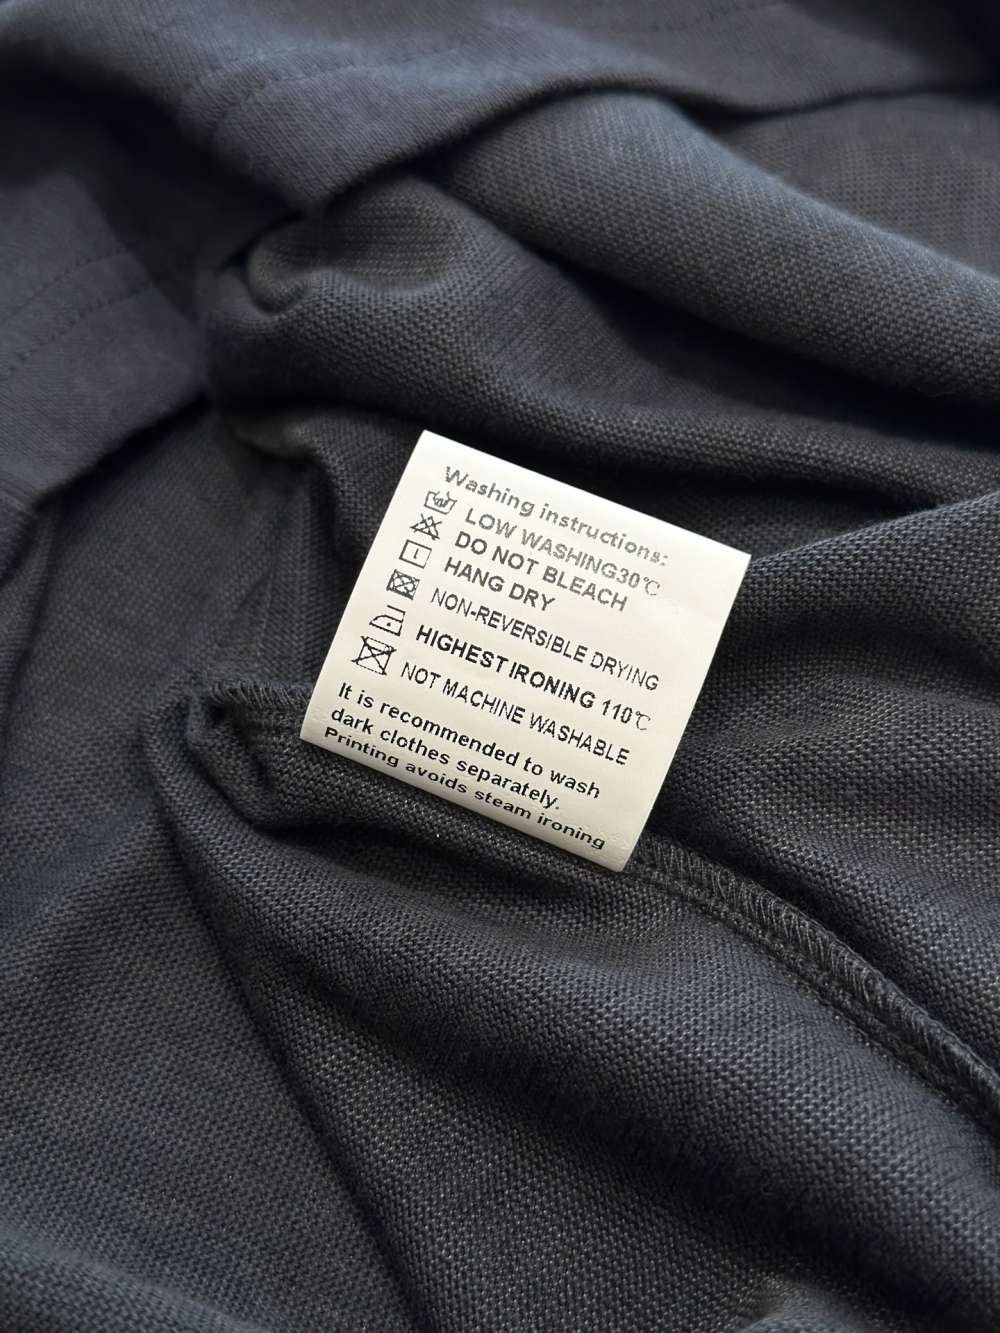 Washing instructions:
LOW WASHING30℃
DO NOT BLEACH
HANG DRY
NON-REVERSIBLE DRYING
HIGHEST IRONING 110℃
NOT MACHINE WASHABLE
It is recommended to wash
dark clothes separately.
Printing avoids steam ironing